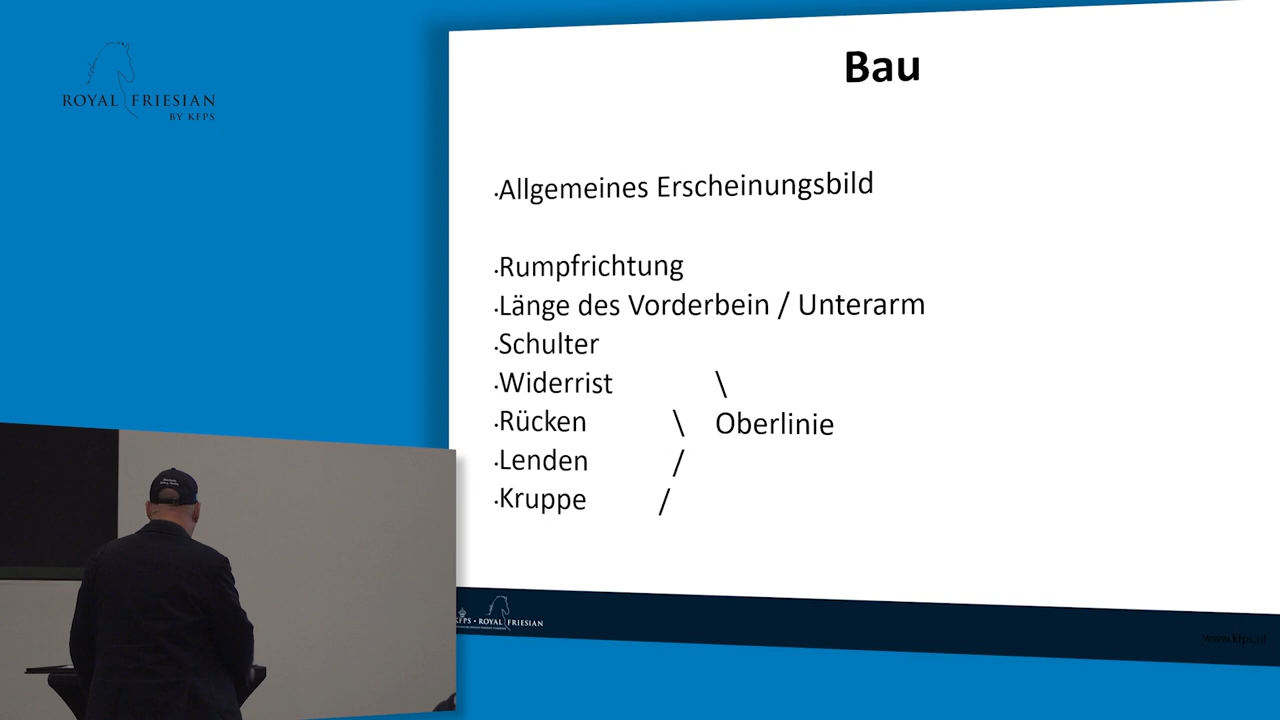 ROYAL FRIESIAN
BY KFPS
Bau
·Allgemeines Erscheinungsbild
·Rumpfrichtung
·Länge des Vorderbein / Unterarm
·Schulter
·Widerrist \
·Rücken \ Oberlinie
·Lenden /
·Kruppe /
KFPS • ROYAL FRIESIAN
www.kfps.nl